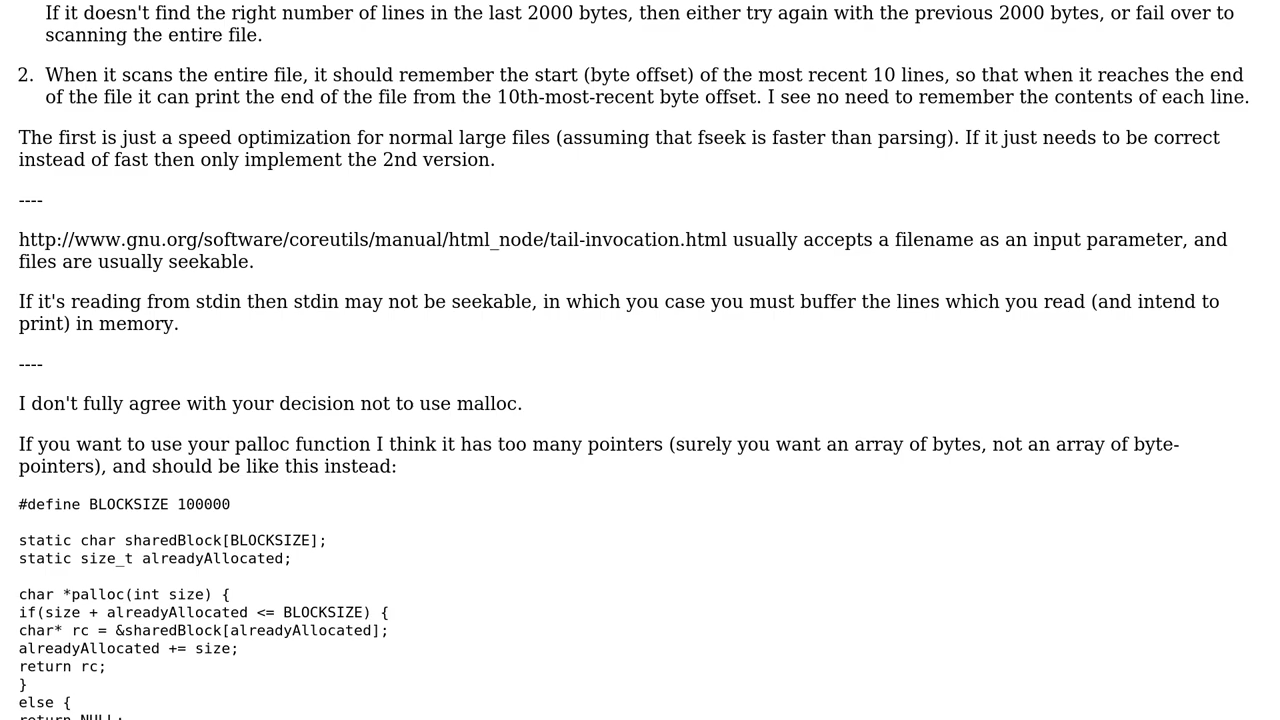 If it doesn't find the right number of lines in the last 2000 bytes, then either try again with the previous 2000 bytes, or fail over to
scanning the entire file.
2. When it scans the entire file, it should remember the start (byte offset) of the most recent 10 lines, so that when it reaches the end
of the file it can print the end of the file from the 10th-most-recent byte offset. I see no need to remember the contents of each line.
The first is just a speed optimization for normal large files (assuming that fseek is faster than parsing). If it just needs to be correct
instead of fast then only implement the 2nd version.
----
http://www.gnu.org/software/coreutils/manual/html_node/tail-invocation.html usually accepts a filename as an input parameter, and
files are usually seekable.
If it's reading from stdin then stdin may not be seekable, in which you case you must buffer the lines which you read (and intend to
print) in memory.
----
I don't fully agree with your decision not to use malloc.
If you want to use your palloc function I think it has too many pointers (surely you want an array of bytes, not an array of byte-
pointers), and should be like this instead:
#define BLOCKSIZE 100000
static char sharedBlock[BLOCKSIZE];
static size_t alreadyAllocated;
char *palloc(int size) {
if(size + alreadyAllocated <= BLOCKSIZE) {
char* rc = &sharedBlock[alreadyAllocated];
alreadyAllocated += size;
return rc;
}
else {
return NULL;